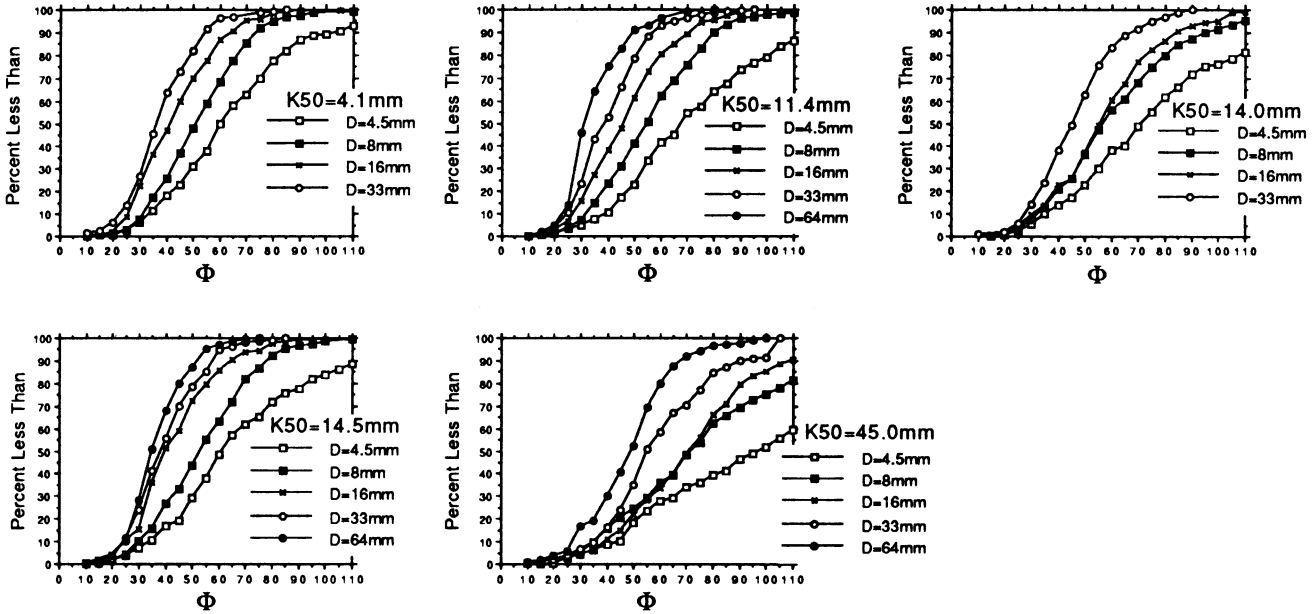 Percent Less Than
100
90
80
70
60
50
40
30
20
10
0
K50=4.1mm
D=4.5mm
D=8mm
D=16mm
D=33mm
0 10 20 30 40 50 60 70 80 90 100 110
Φ
Percent Less Than
100
90
80
70
60
50
40
30
20
10
0
K50=11.4mm
D=4.5mm
D=8mm
D=16mm
D=33mm
D=64mm
0 10 20 30 40 50 60 70 80 90 100 110
Φ
Percent Less Than
100
90
80
70
60
50
40
30
20
10
0
K50=14.0mm
D=4.5mm
D=8mm
D=16mm
D=33mm
0 10 20 30 40 50 60 70 80 90 100 110
Φ
Percent Less Than
100
90
80
70
60
50
40
30
20
10
0
K50=14.5mm
D=4.5mm
D=8mm
D=16mm
D=33mm
D=64mm
0 10 20 30 40 50 60 70 80 90 100 110
Φ
Percent Less Than
100
90
80
70
60
50
40
30
20
10
0
K50=45.0mm
D=4.5mm
D=8mm
D=16mm
D=33mm
D=64mm
0 10 20 30 40 50 60 70 80 90 100 110
Φ